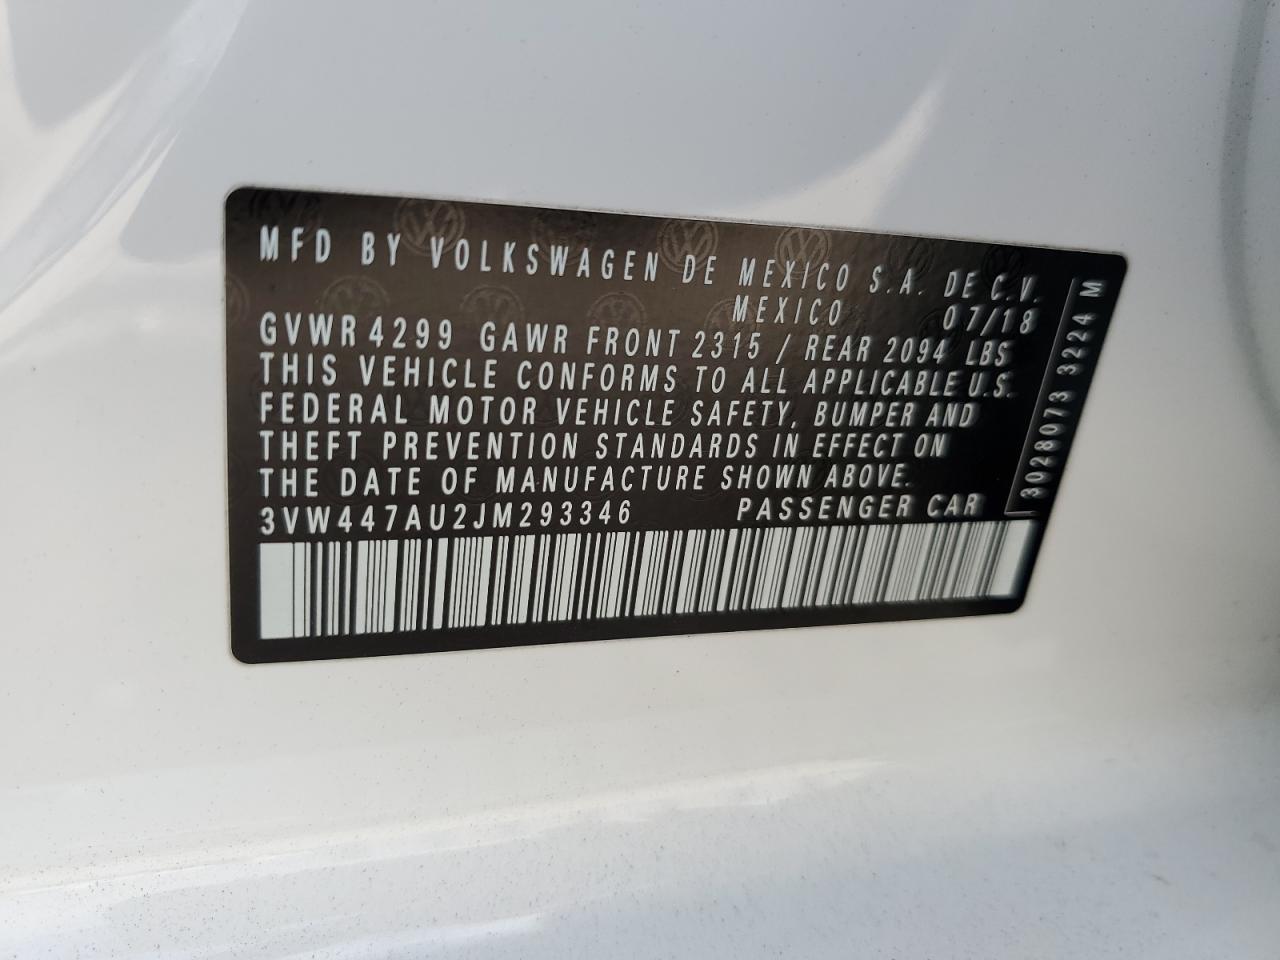 MFD BY VOLKSWAGEN DE MEXICO S.A. DE C.V.
MEXICO 07/18
GVWR 4299 GAWR FRONT 2315 / REAR 2094 LBS
THIS VEHICLE CONFORMS TO ALL APPLICABLE U.S.
FEDERAL MOTOR VEHICLE SAFETY, BUMPER AND
THEFT PREVENTION STANDARDS IN EFFECT ON
THE DATE OF MANUFACTURE SHOWN ABOVE.
3VW447AU2JM293346 PASSENGER CAR
3028073 3224 M